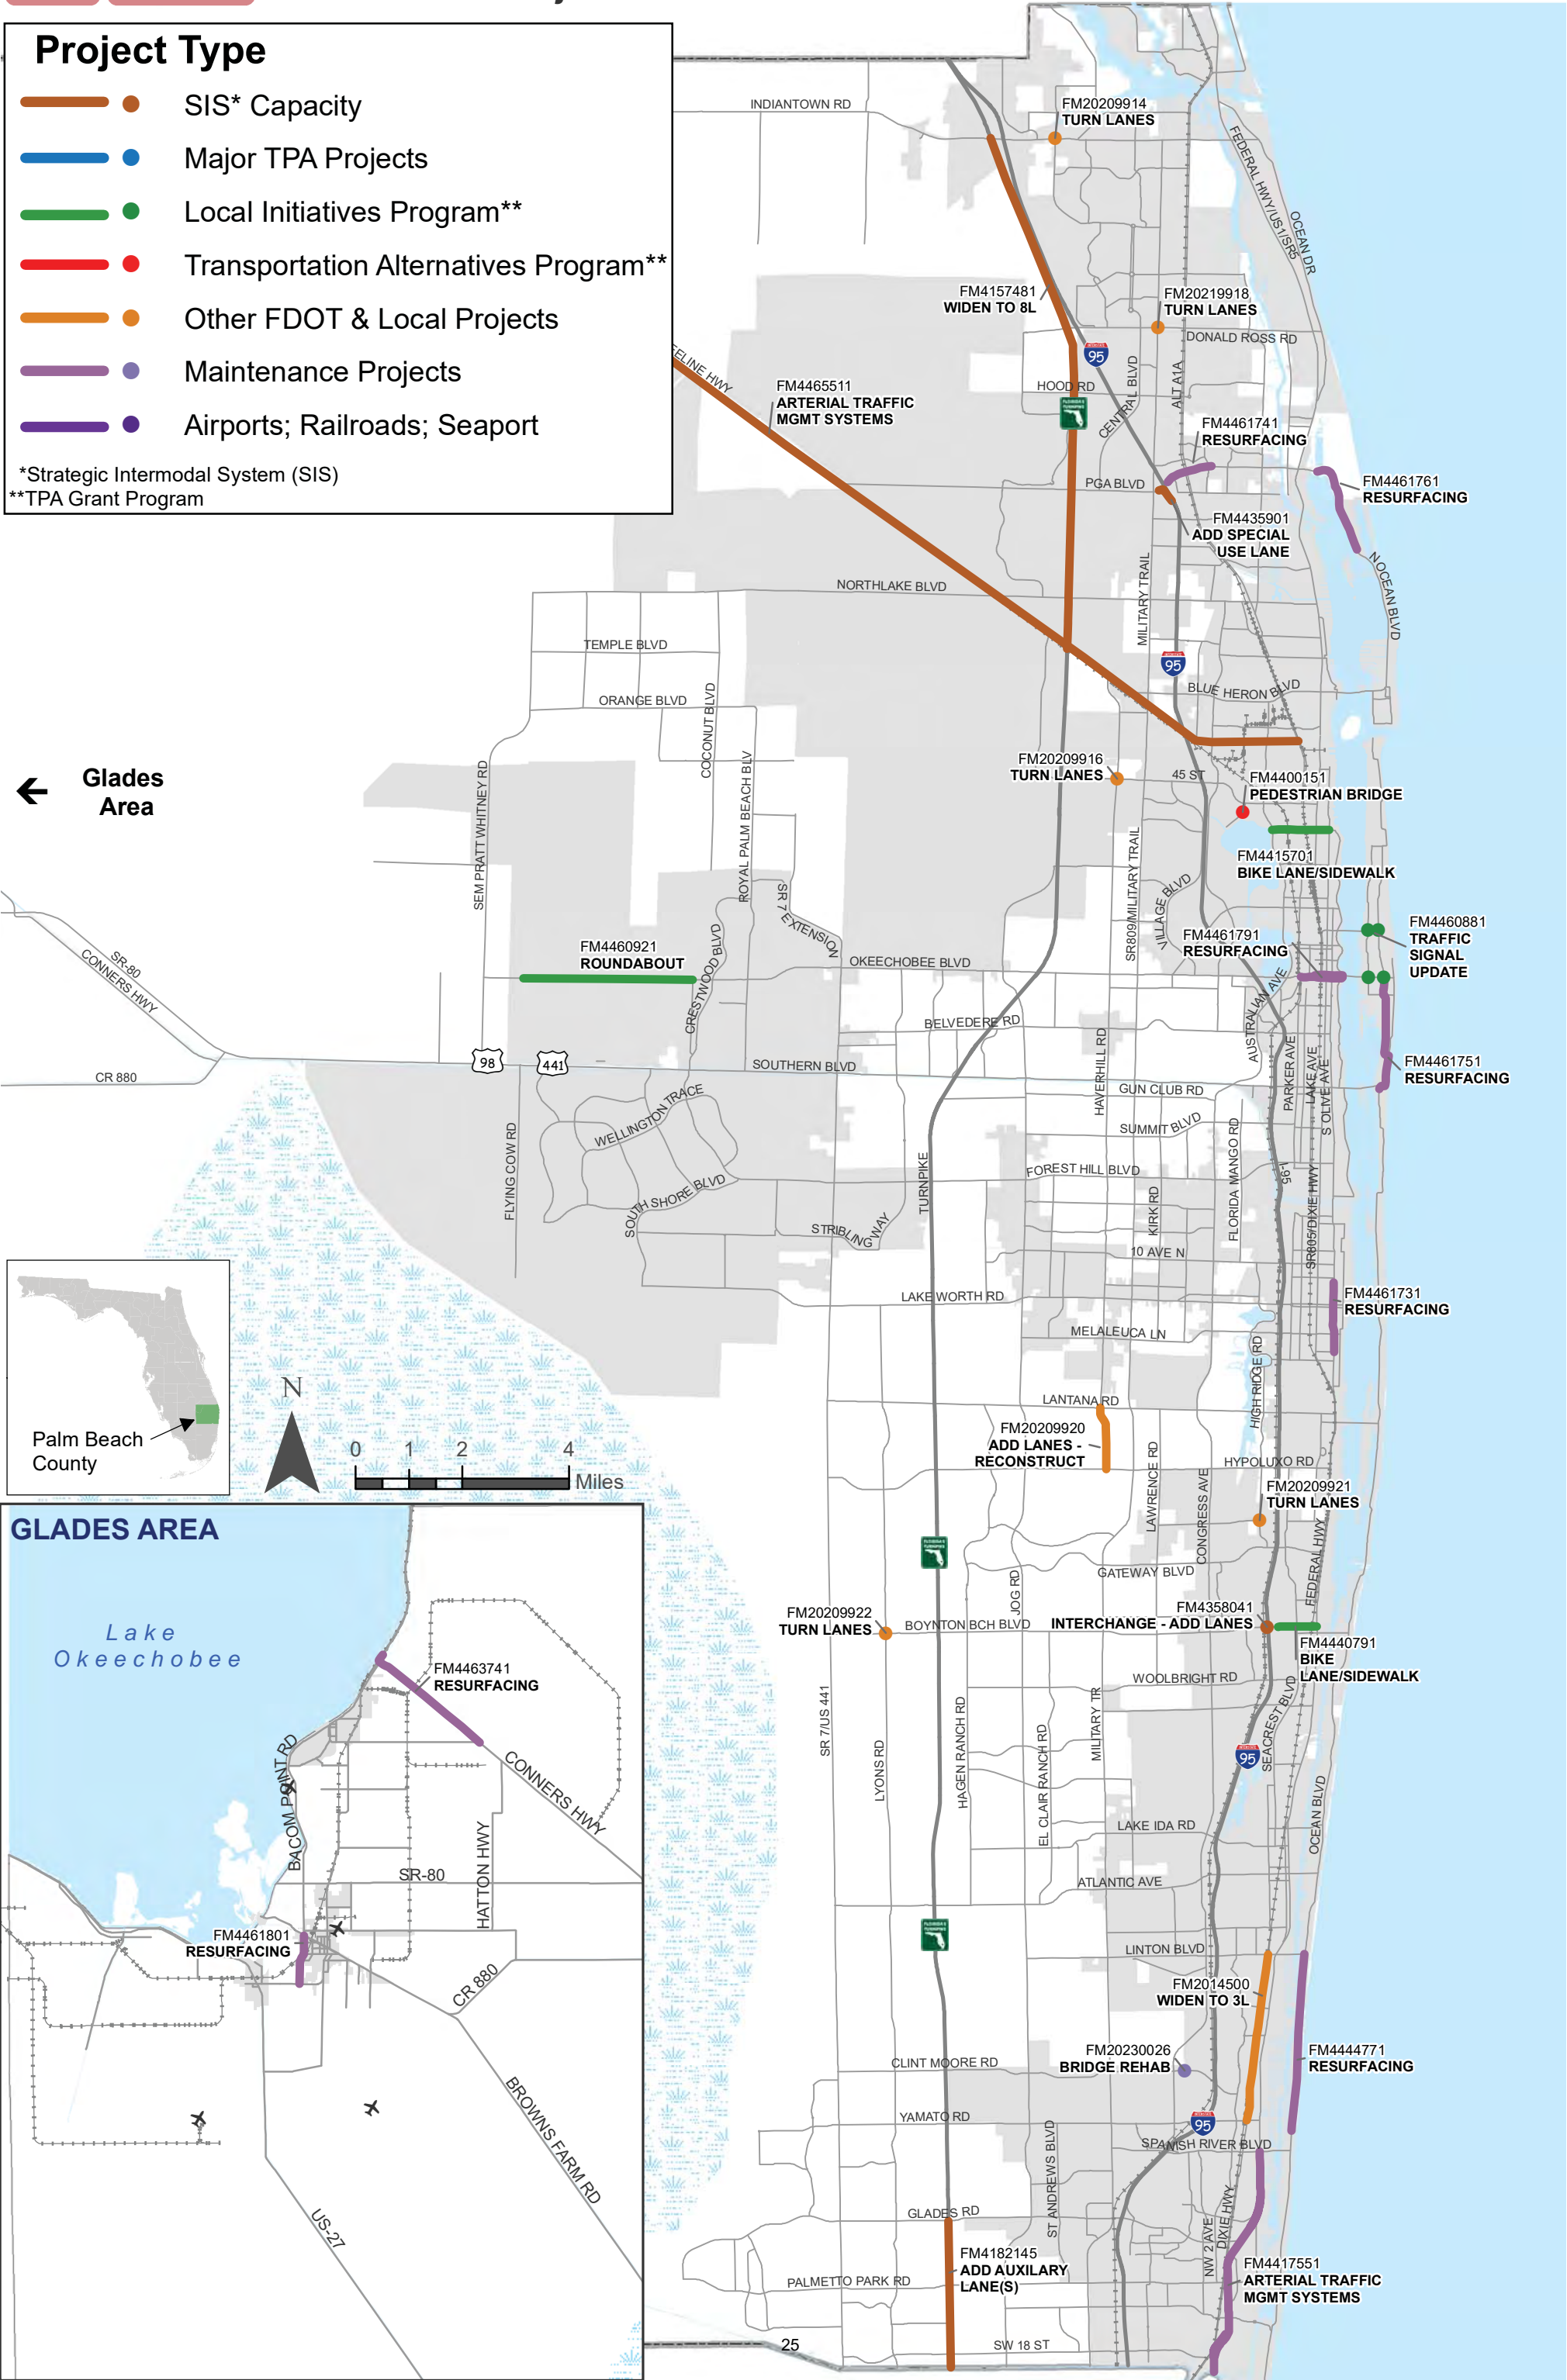 Project Type
SIS* Capacity
Major TPA Projects
Local Initiatives Program**
Transportation Alternatives Program**
Other FDOT & Local Projects
Maintenance Projects
Airports; Railroads; Seaport
*Strategic Intermodal System (SIS)
**TPA Grant Program
INDIANTOWN RD
FM20209914
TURN LANES
FEDERAL HWY/US1/SR5
OCEAN DR
FM4157481
WIDEN TO 8L
FM20219918
TURN LANES
DONALD ROSS RD
95
HOOD RD
CENTRAL BLVD
ALT A1A
FM4465511
ARTERIAL TRAFFIC
MGMT SYSTEMS
FM4461741
RESURFACING
PGA BLVD
FM4461761
RESURFACING
FM4435901
ADD SPECIAL
USE LANE
N OCEAN BLVD
MILITARY TRAIL
NORTHLAKE BLVD
TEMPLE BLVD
ORANGE BLVD
COCONUT BLVD
95
BLUE HERON BLVD
Glades
Area
SEM PRATT WHITNEY RD
ROYAL PALM BEACH BLV
FM20209916
TURN LANES
45 ST
FM4400151
PEDESTRIAN BRIDGE
FM4415701
BIKE LANE/SIDEWALK
SR809/MILITARY TRAIL
VILLAGE BLVD
SR 7 EXTENSION
FM4460881
TRAFFIC
SIGNAL
UPDATE
FM4461791
RESURFACING
FM4460921
ROUNDABOUT
CRESTWOOD BLVD
OKEECHOBEE BLVD
SR-80
CONNERS HWY
AUSTRALIAN AVE
BELVEDERE RD
98
441
SOUTHERN BLVD
CR 880
FM4461751
RESURFACING
HAVERHILL RD
PARKER AVE
LAKE AVE
S OLIVE AVE
GUN CLUB RD
SUMMIT BLVD
WELLINGTON TRACE
FLYING COW RD
SOUTH SHORE BLVD
TURNPIKE
FOREST HILL BLVD
KIRK RD
FLORIDA MANGO RD
I-95
SR805/DIXIE HWY
STRIBLING WAY
10 AVE N
LAKE WORTH RD
FM4461731
RESURFACING
MELALEUCA LN
HIGH RIDGE RD
Palm Beach
County
N
0 1 2 4
Miles
LANTANA RD
FM20209920
ADD LANES -
RECONSTRUCT
LAWRENCE RD
CONGRESS AVE
HYPOLUXO RD
FM20209921
TURN LANES
FEDERAL HWY
GATEWAY BLVD
JOG RD
FM20209922
TURN LANES
BOYNTON BCH BLVD
FM4358041
INTERCHANGE - ADD LANES
FM4440791
BIKE
LANE/SIDEWALK
WOOLBRIGHT RD
SEACREST BLVD
SR 7/US 441
LYONS RD
HAGEN RANCH RD
EL CLAIR RANCH RD
MILITARY TR
95
OCEAN BLVD
LAKE IDA RD
ATLANTIC AVE
LINTON BLVD
FM2014500
WIDEN TO 3L
FM20230026
BRIDGE REHAB
FM4444771
RESURFACING
CLINT MOORE RD
YAMATO RD
95
SPANISH RIVER BLVD
ST ANDREWS BLVD
GLADES RD
NW 2 AVE
DIXIE HWY
FM4182145
ADD AUXILARY
LANE(S)
FM4417551
ARTERIAL TRAFFIC
MGMT SYSTEMS
PALMETTO PARK RD
SW 18 ST
25
GLADES AREA
Lake
Okeechobee
FM4463741
RESURFACING
BACOM POINT RD
CONNERS HWY
HATTON HWY
SR-80
FM4461801
RESURFACING
CR 880
BROWNS FARM RD
US-27